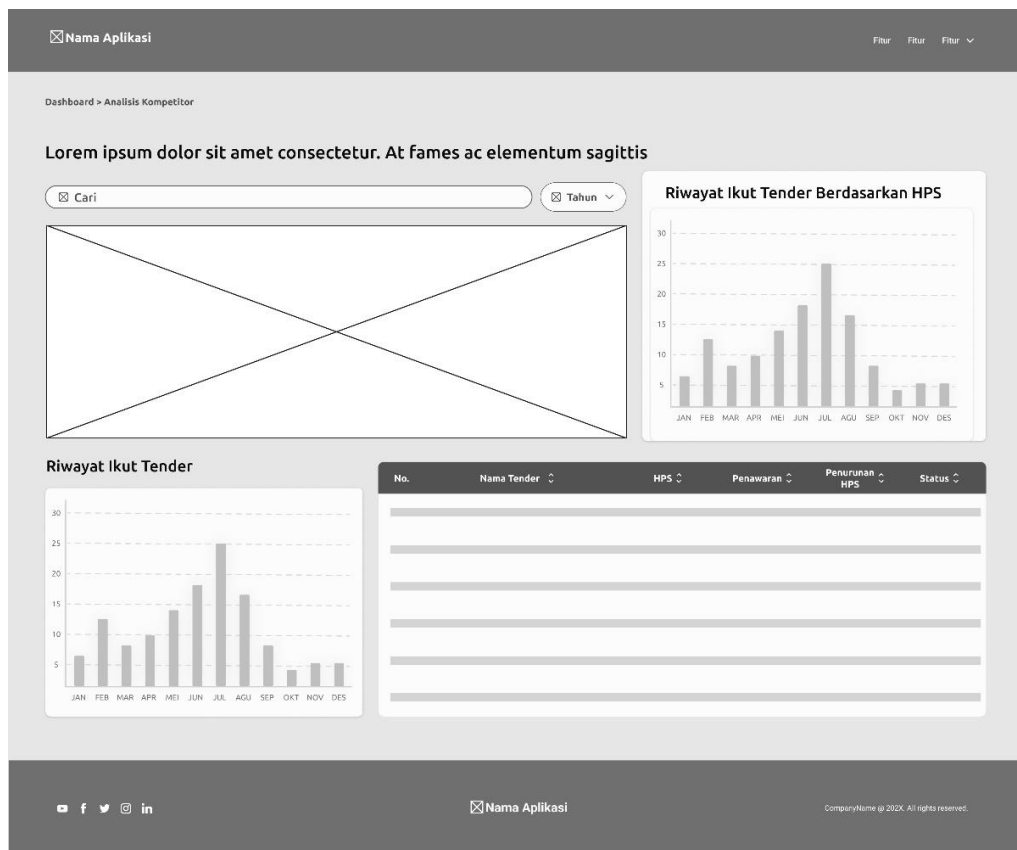 Nama Aplikasi
Fitur Fitur Fitur
Dashboard > Analisis Kompetitor
Lorem ipsum dolor sit amet consectetur. At fames ac elementum sagittis
Cari
Tahun
Riwayat Ikut Tender Berdasarkan HPS
30
25
20
15
10
5
JAN FEB MAR APR MEI JUN JUL AGU SEP OKT NOV DES
Riwayat Ikut Tender
30
25
20
15
10
5
JAN FEB MAR APR MEI JUN JUL AGU SEP OKT NOV DES
No. Nama Tender HPS Penawaran Penurunan HPS Status
Nama Aplikasi
CompanyName @ 202X. All rights reserved.